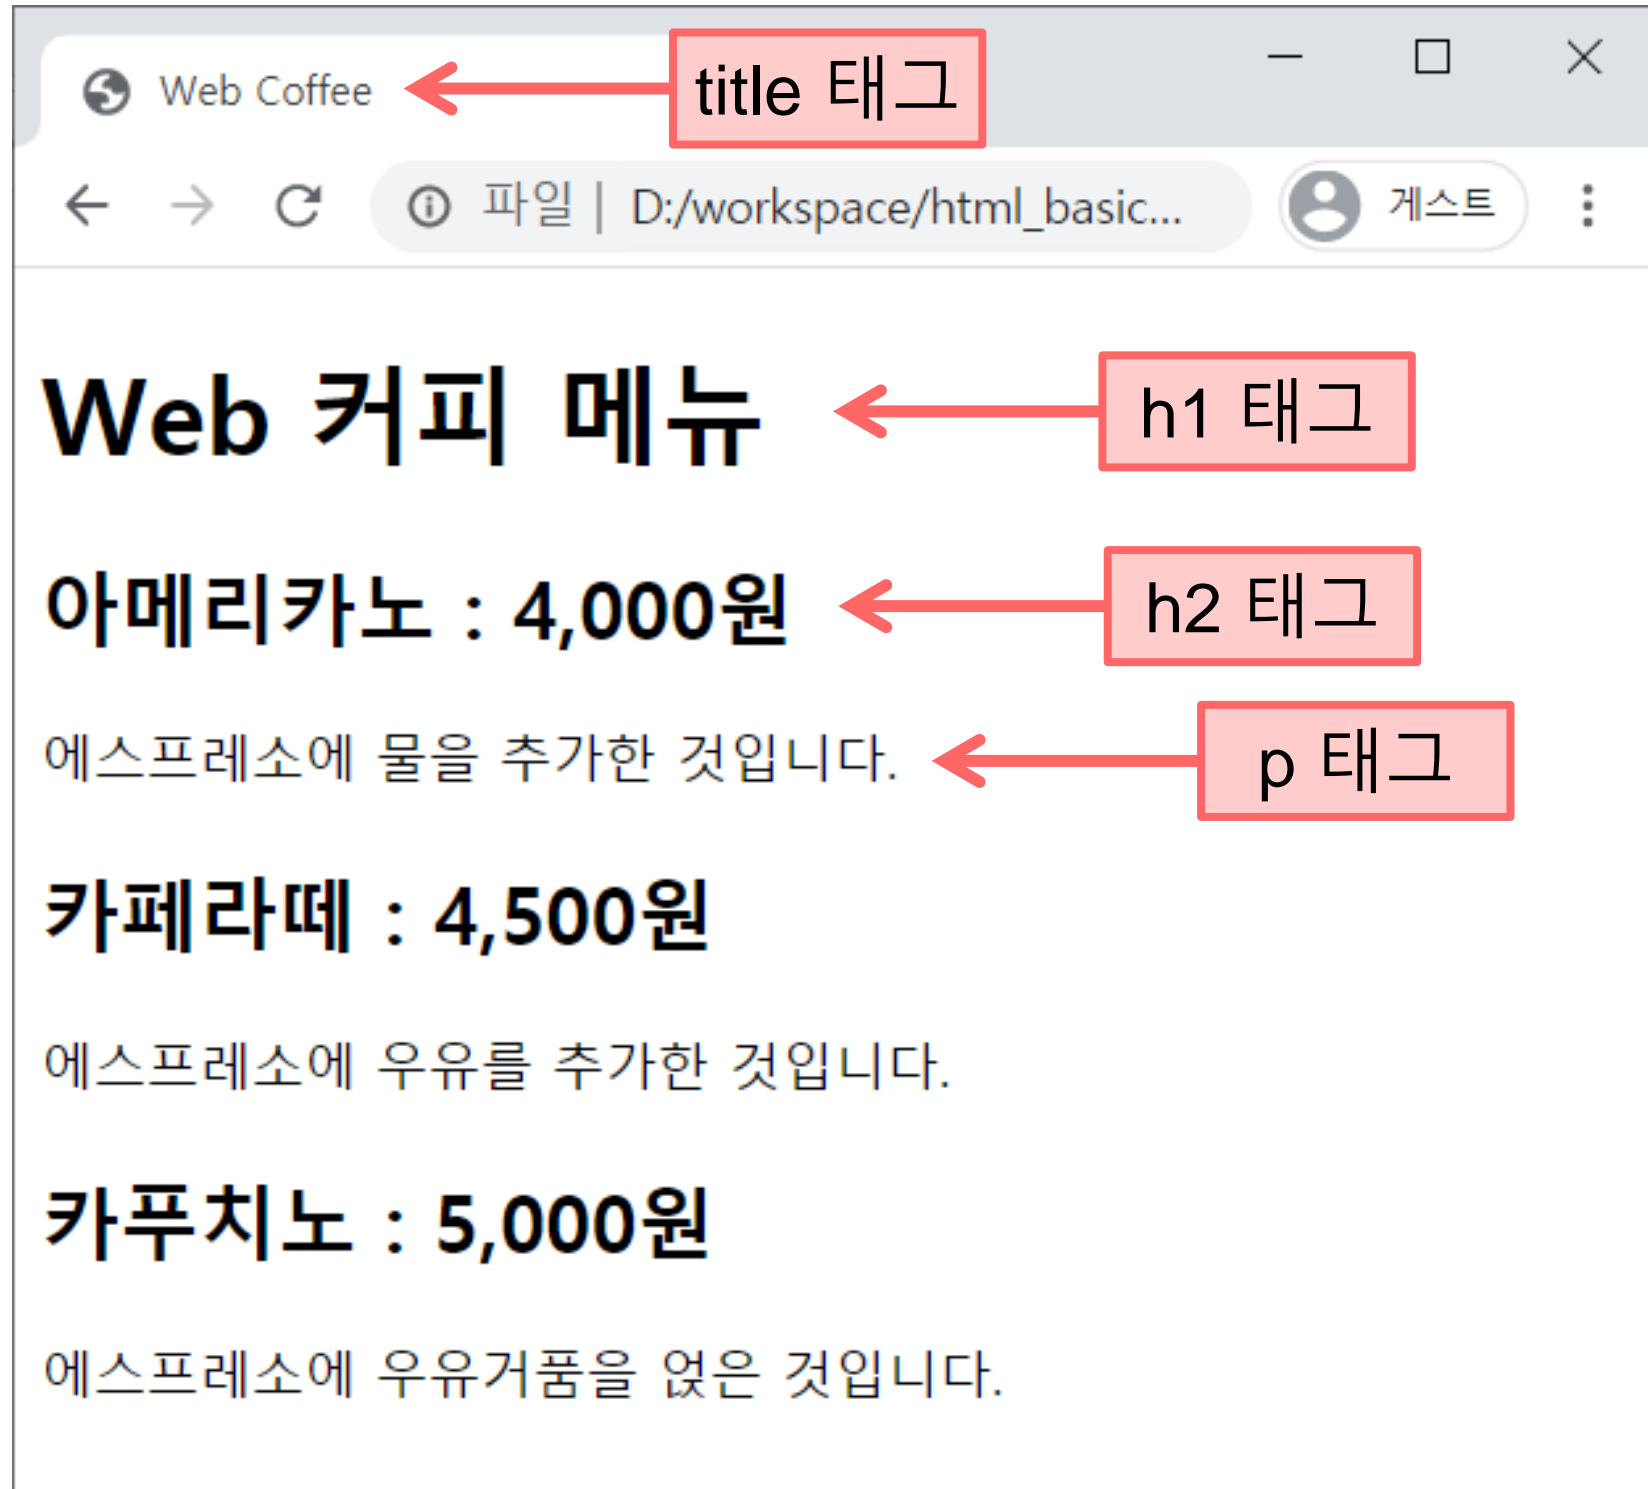 Web Coffee
title 태그
파일 | D:/workspace/html_basic...
게스트
Web 커피 메뉴
h1 태그
아메리카노 : 4,000원
h2 태그
에스프레소에 물을 추가한 것입니다.
p 태그
카페라떼 : 4,500원
에스프레소에 우유를 추가한 것입니다.
카푸치노 : 5,000원
에스프레소에 우유거품을 얹은 것입니다.